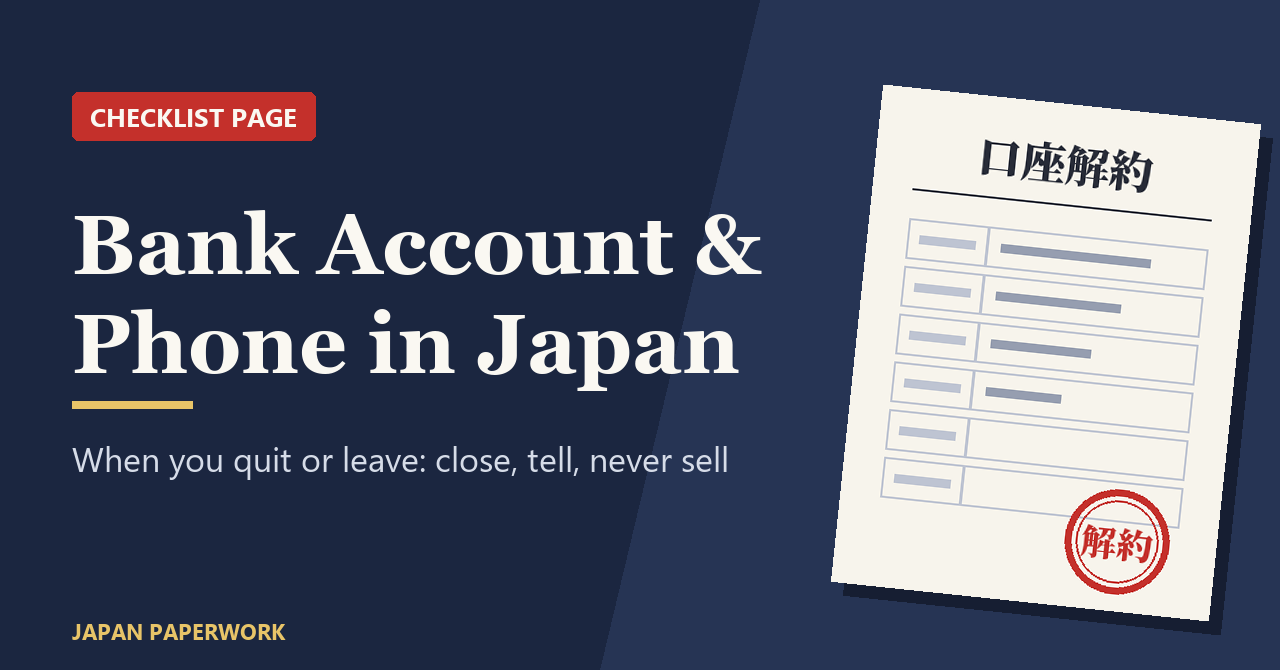 CHECKLIST PAGE
Bank Account &
Phone in Japan
When you quit or leave: close, tell, never sell
JAPAN PAPERWORK
口座解約
解約